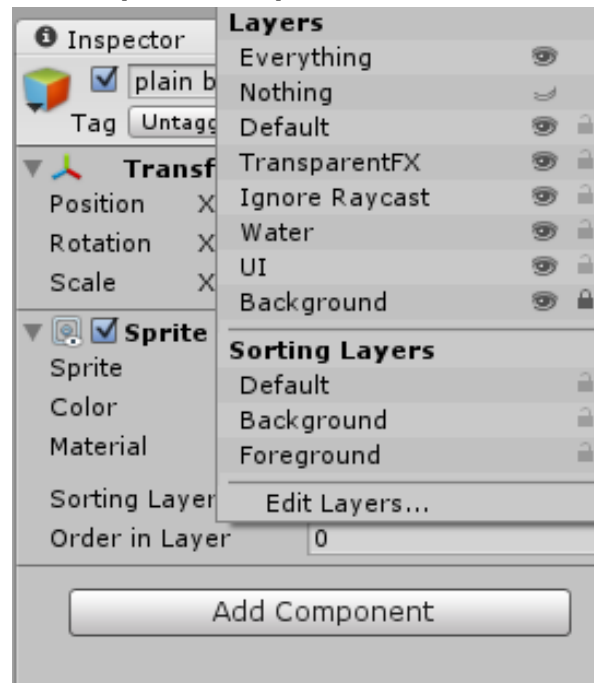 Inspector
plain b
Tag Untagg
Transf
Position X
Rotation X
Scale X
Sprite
Sprite
Color
Material
Sorting Layer
Order in Layer 0
Add Component
Layers
Everything
Nothing
Default
TransparentFX
Ignore Raycast
Water
UI
Background
Sorting Layers
Default
Background
Foreground
Edit Layers...